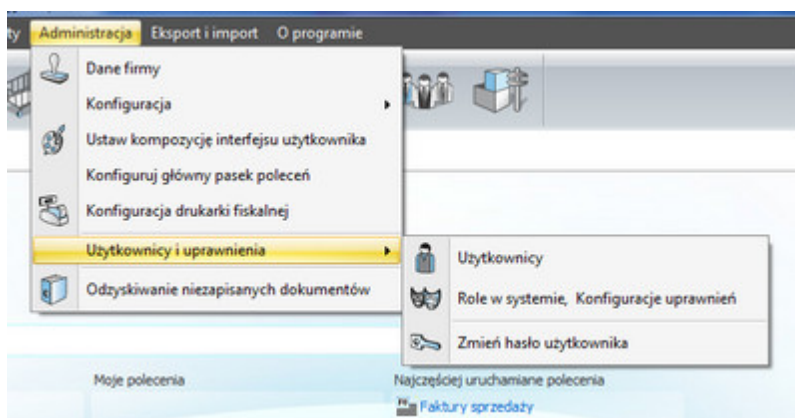 ty Administracja Eksport i import O programie
Dane firmy
Konfiguracja
Ustaw kompozycję interfejsu użytkownika
Konfiguruj główny pasek poleceń
Konfiguracja drukarki fiskalnej
Użytkownicy i uprawnienia
Odzyskiwanie niezapisanych dokumentów
Użytkownicy
Role w systemie, Konfiguracje uprawnień
Zmień hasło użytkownika
Moje polecenia
Najczęściej uruchamiane polecenia
Faktury sprzedaży